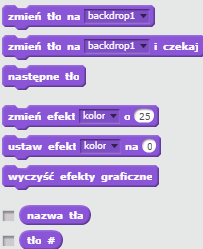 zmień tło na backdrop1
zmień tło na backdrop1 i czekaj
następne tło
zmień efekt kolor o 25
ustaw efekt kolor na 0
wyczyść efekty graficzne
nazwa tła
tło #